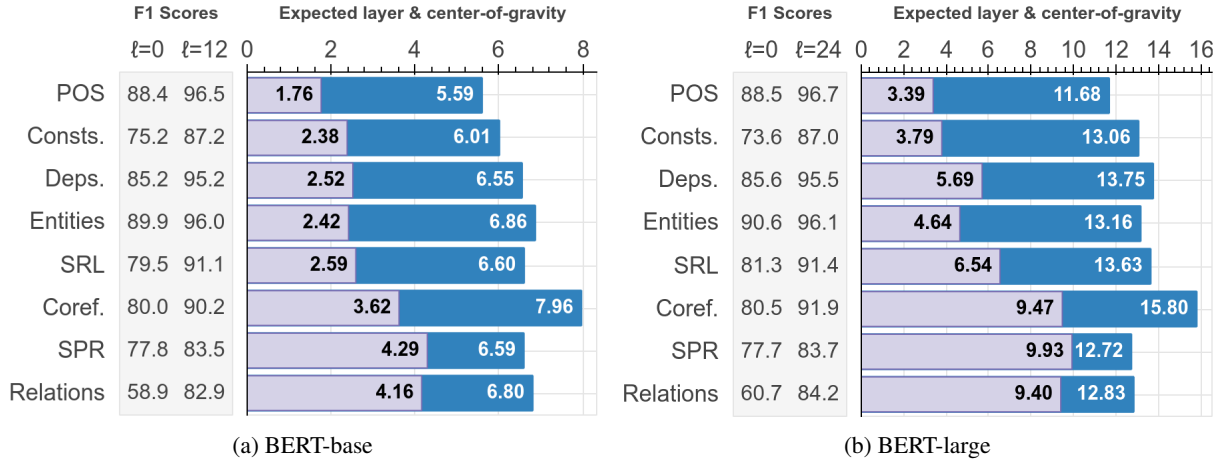 F1 Scores Expected layer & center-of-gravity
ℓ=0 ℓ=12 0 2 4 6 8
POS 88.4 96.5 1.76 5.59
Consts. 75.2 87.2 2.38 6.01
Deps. 85.2 95.2 2.52 6.55
Entities 89.9 96.0 2.42 6.86
SRL 79.5 91.1 2.59 6.60
Coref. 80.0 90.2 3.62 7.96
SPR 77.8 83.5 4.29 6.59
Relations 58.9 82.9 4.16 6.80
(a) BERT-base
F1 Scores Expected layer & center-of-gravity
ℓ=0 ℓ=24 0 2 4 6 8 10 12 14 16
POS 88.5 96.7 3.39 11.68
Consts. 73.6 87.0 3.79 13.06
Deps. 85.6 95.5 5.69 13.75
Entities 90.6 96.1 4.64 13.16
SRL 81.3 91.4 6.54 13.63
Coref. 80.5 91.9 9.47 15.80
SPR 77.7 83.7 9.93 12.72
Relations 60.7 84.2 9.40 12.83
(b) BERT-large